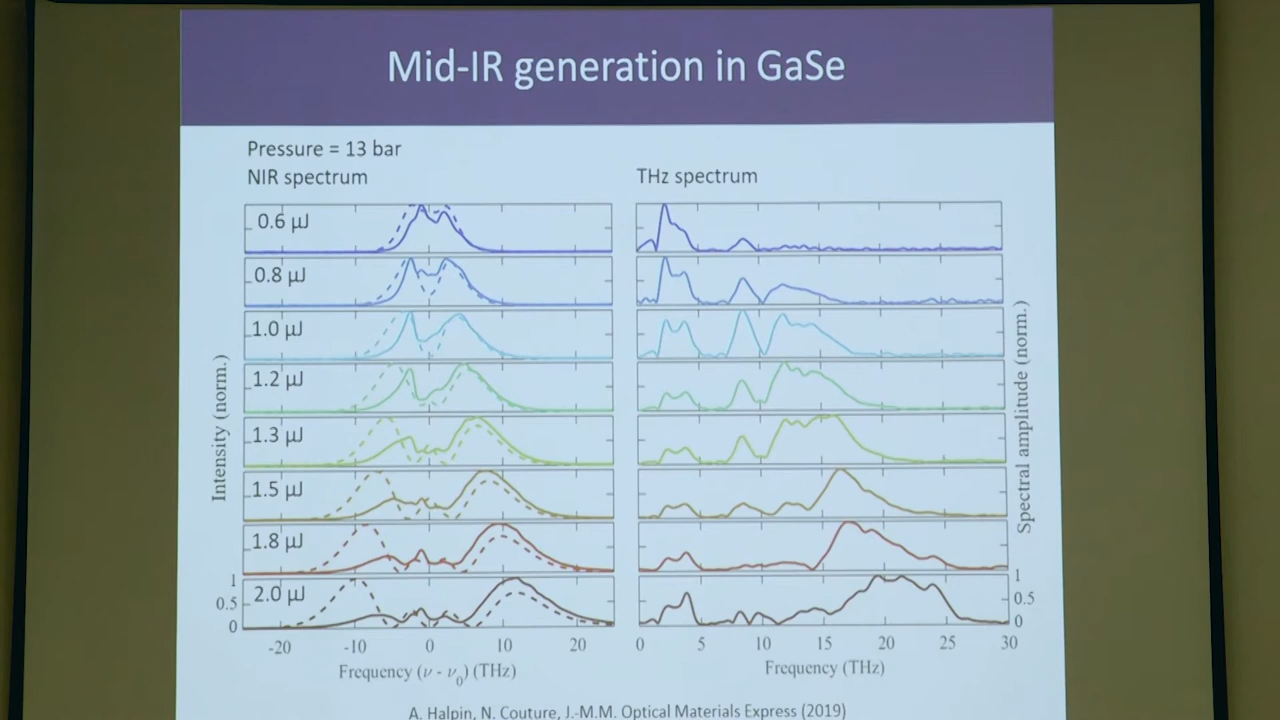 Mid-IR generation in GaSe
Pressure = 13 bar
NIR spectrum
THz spectrum
0.6 µJ
0.8 µJ
1.0 µJ
1.2 µJ
1.3 µJ
1.5 µJ
1.8 µJ
2.0 µJ
Intensity (norm.)
1
0.5
0
-20 -10 0 10 20
Frequency (ν - ν0) (THz)
Spectral amplitude (norm.)
1
0.5
0
0 5 10 15 20 25 30
Frequency (THz)
A. Halpin, N. Couture, J.-M.M. Optical Materials Express (2019)